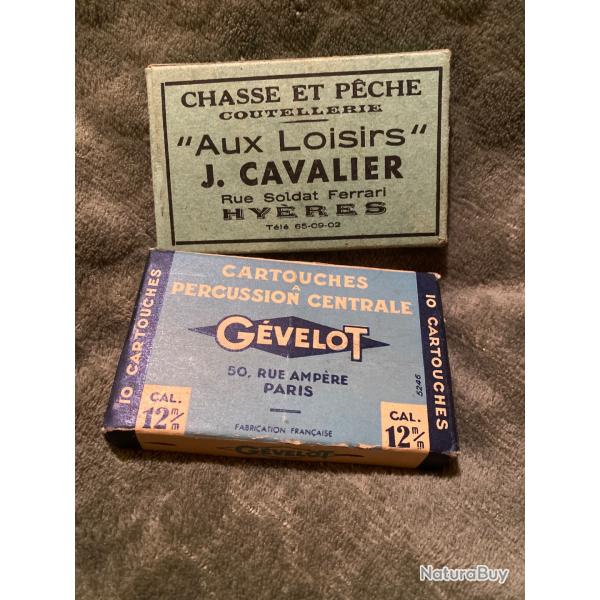 CHASSE ET PÊCHE
COUTELLERIE
"Aux Loisirs"
J. CAVALIER
Rue Soldat Ferrari
HYÈRES
Télé 65-09-02
CARTOUCHES
A
PERCUSSION CENTRALE
GÉVELOT
50, RUE AMPÈRE
PARIS
FABRICATION FRANÇAISE
10 CARTOUCHES
CAL.
12 m/m
10 CARTOUCHES
CAL.
12 m/m
5246
GÉVELOT
NaturaBuy